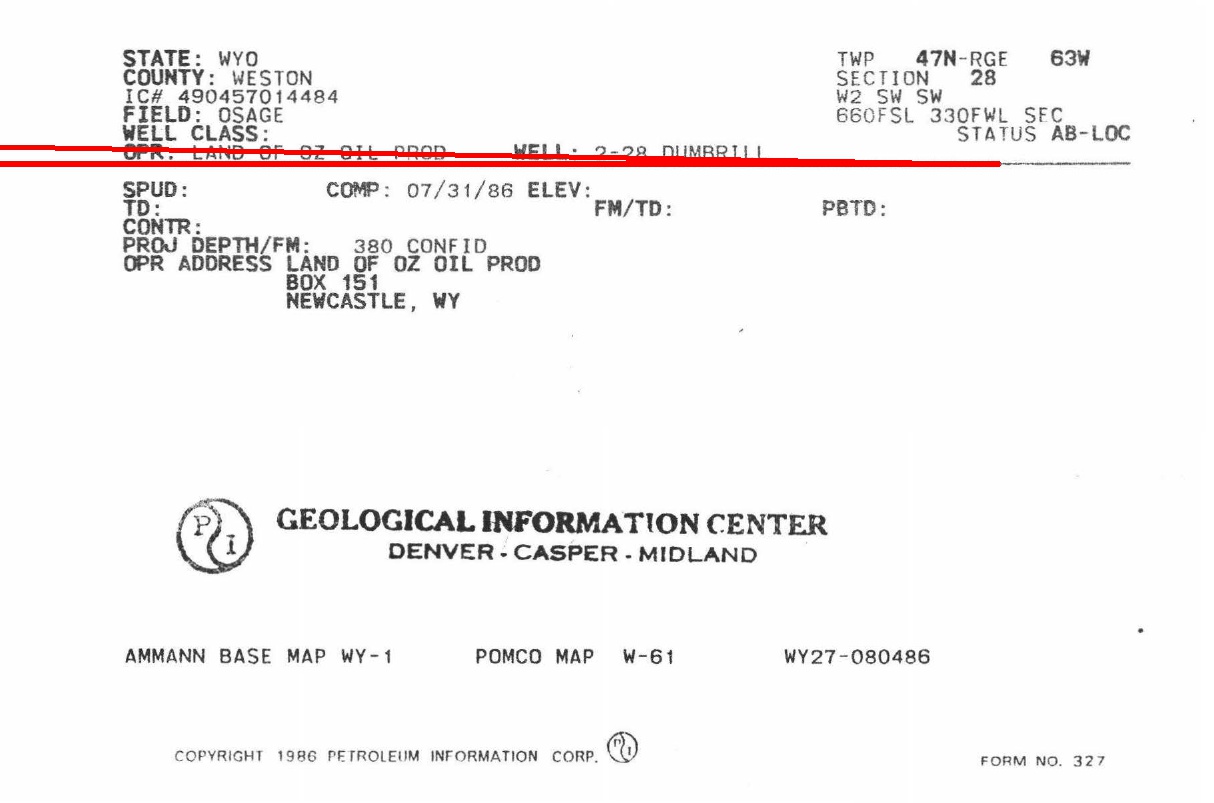 STATE: WYO TWP 47N-RGE 63W
COUNTY: WESTON SECTION 28
IC# 490457014484 W2 SW SW
FIELD: OSAGE 660FSL 330FWL SEC
WELL CLASS: STATUS AB-LOC
OPR: LAND OF OZ OIL PROD WELL: 2-28 DUMBRILL
SPUD: COMP: 07/31/86 ELEV:
TD: FM/TD: PBTD:
CONTR:
PROJ DEPTH/FM: 380 CONFID
OPR ADDRESS LAND OF OZ OIL PROD
BOX 151
NEWCASTLE, WY
PI GEOLOGICAL INFORMATION CENTER
DENVER - CASPER - MIDLAND
AMMANN BASE MAP WY-1 POMCO MAP W-61 WY27-080486
COPYRIGHT 1986 PETROLEUM INFORMATION CORP. PI FORM NO. 327